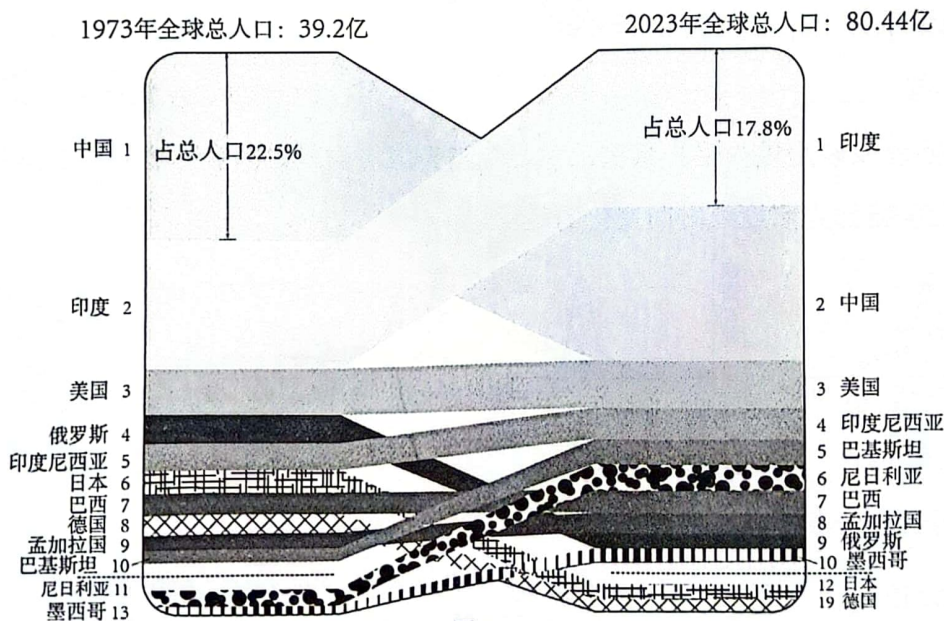 1973年全球总人口：39.2亿
2023年全球总人口：80.44亿
中国 1
占总人口22.5%
印度 2
美国 3
俄罗斯 4
印度尼西亚 5
日本 6
巴西 7
德国 8
孟加拉国 9
巴基斯坦 10
尼日利亚 11
墨西哥 13
占总人口17.8%
1 印度
2 中国
3 美国
4 印度尼西亚
5 巴基斯坦
6 尼日利亚
7 巴西
8 孟加拉国
9 俄罗斯
10 墨西哥
12 日本
19 德国